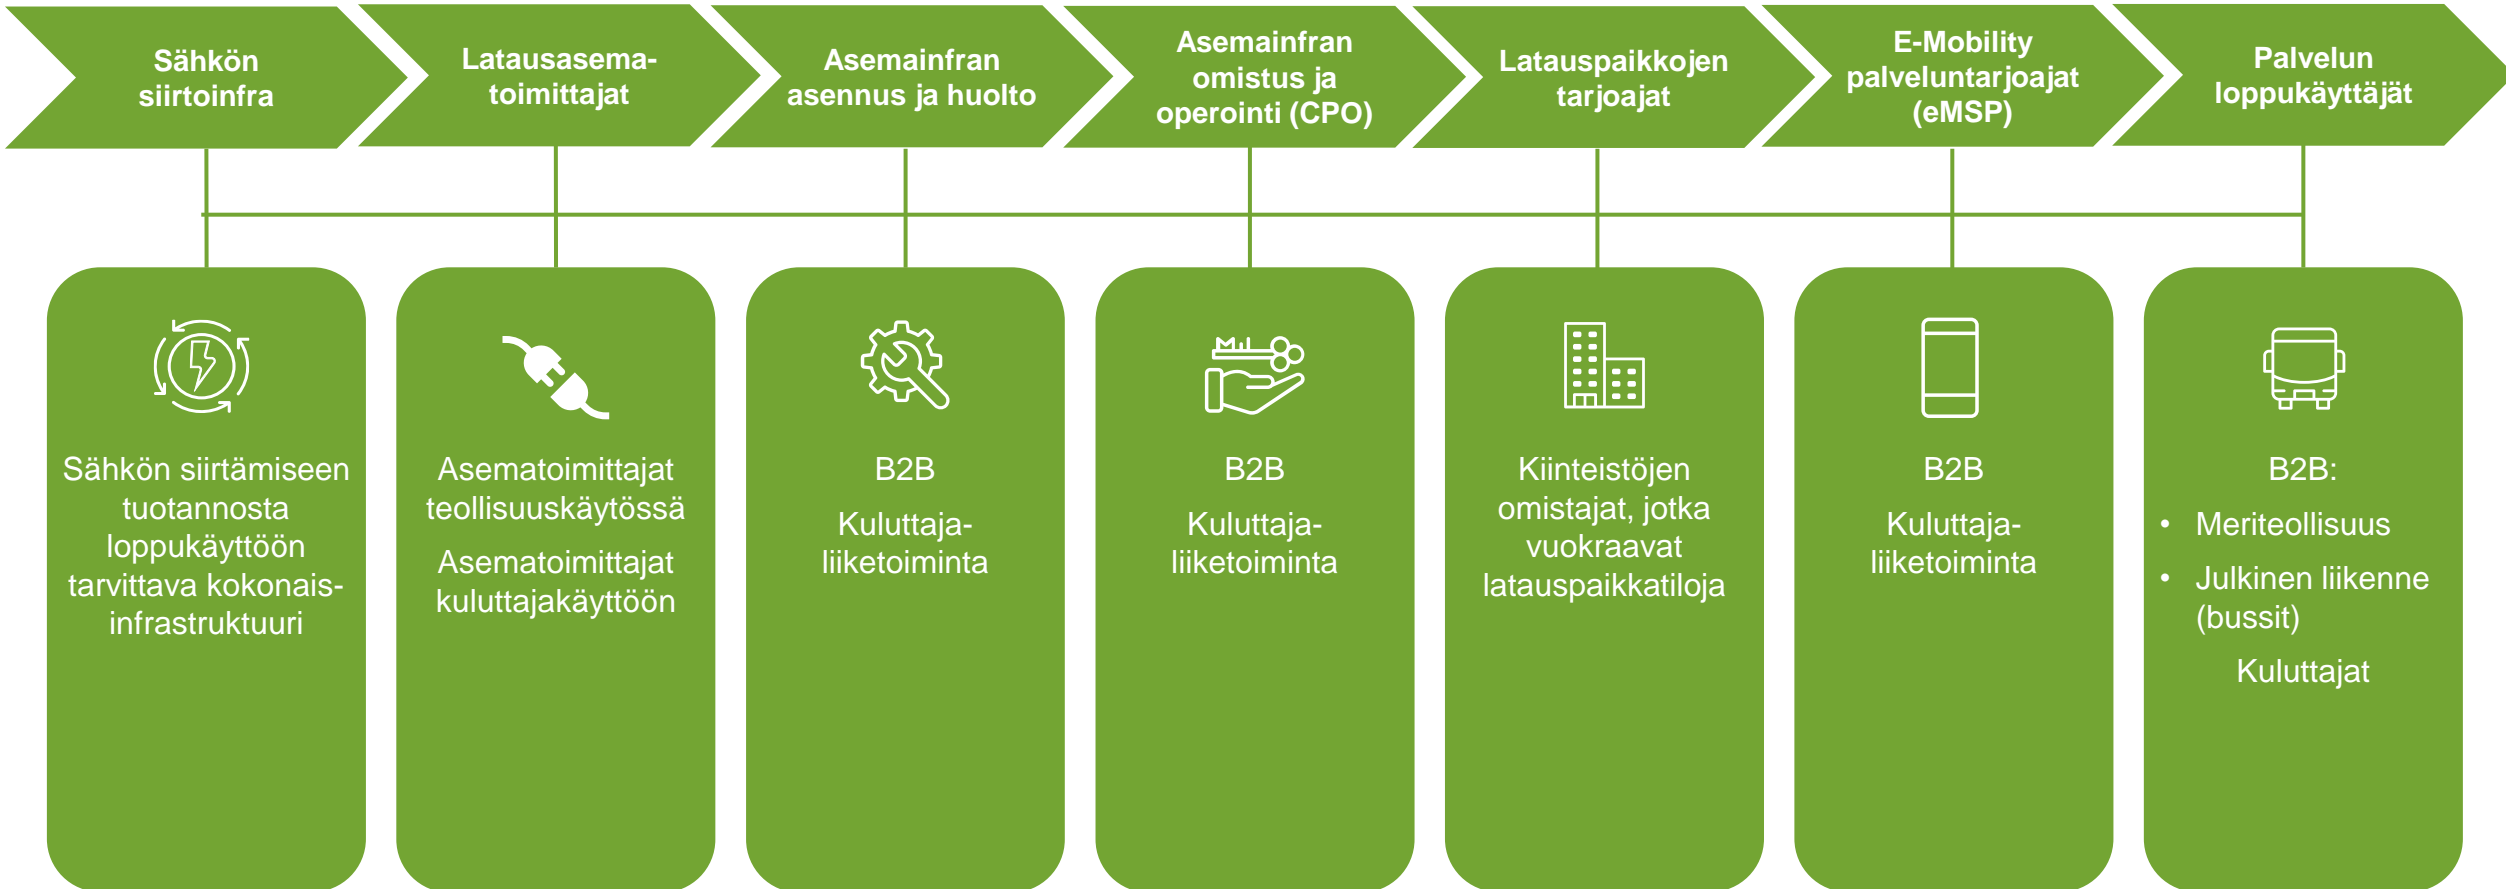 Sähkön
siirtoinfra
Latausasema-
toimittajat
Asemainfran
asennus ja huolto
Asemainfran
omistus ja
operointi (CPO)
Latauspaikkojen
tarjoajat
E-Mobility
palveluntarjoajat
(eMSP)
Palvelun
loppukäyttäjät
Sähkön siirtämiseen
tuotannosta
loppukäyttöön
tarvittava kokonais-
infrastruktuuri
Asematoimittajat
teollisuuskäytössä
Asematoimittajat
kuluttajakäyttöön
B2B
Kuluttaja-
liiketoiminta
B2B
Kuluttaja-
liiketoiminta
Kiinteistöjen
omistajat, jotka
vuokraavat
latauspaikkatiloja
B2B
Kuluttaja-
liiketoiminta
B2B:
• Meriteollisuus
• Julkinen liikenne
(bussit)
Kuluttajat